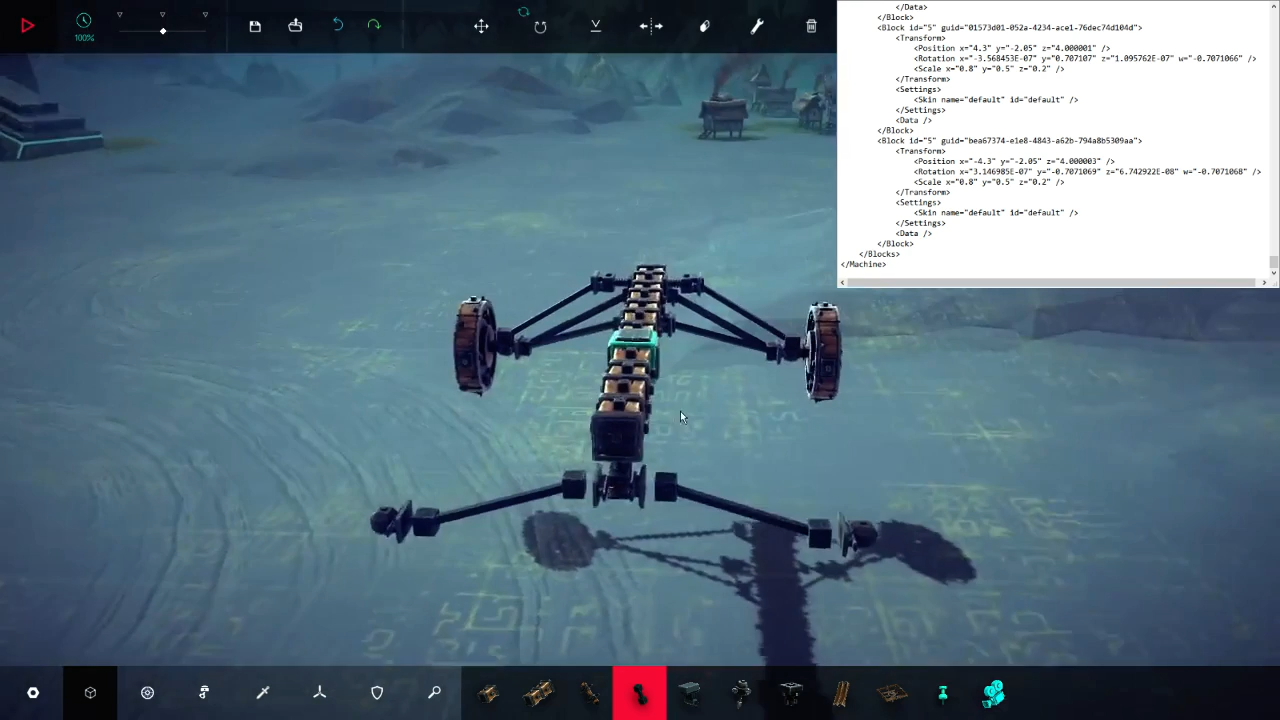 100%
</Data>
</Block>
<Block id="5" guid="01573d01-052a-4234-ace1-76dec74d104d">
<Transform>
<Position x="4.3" y="-2.05" z="4.000001" />
<Rotation x="-3.568453E-07" y="0.707107" z="1.095762E-07" w="-0.7071066" />
<Scale x="0.8" y="0.5" z="0.2" />
</Transform>
<Settings>
<Skin name="default" id="default" />
</Settings>
<Data />
</Block>
<Block id="5" guid="bea67374-e1e8-4843-a62b-794a8b5309aa">
<Transform>
<Position x="-4.3" y="-2.05" z="4.000003" />
<Rotation x="3.146985E-07" y="-0.7071069" z="6.742922E-08" w="-0.7071068" />
<Scale x="0.8" y="0.5" z="0.2" />
</Transform>
<Settings>
<Skin name="default" id="default" />
</Settings>
<Data />
</Block>
</Blocks>
</Machine>